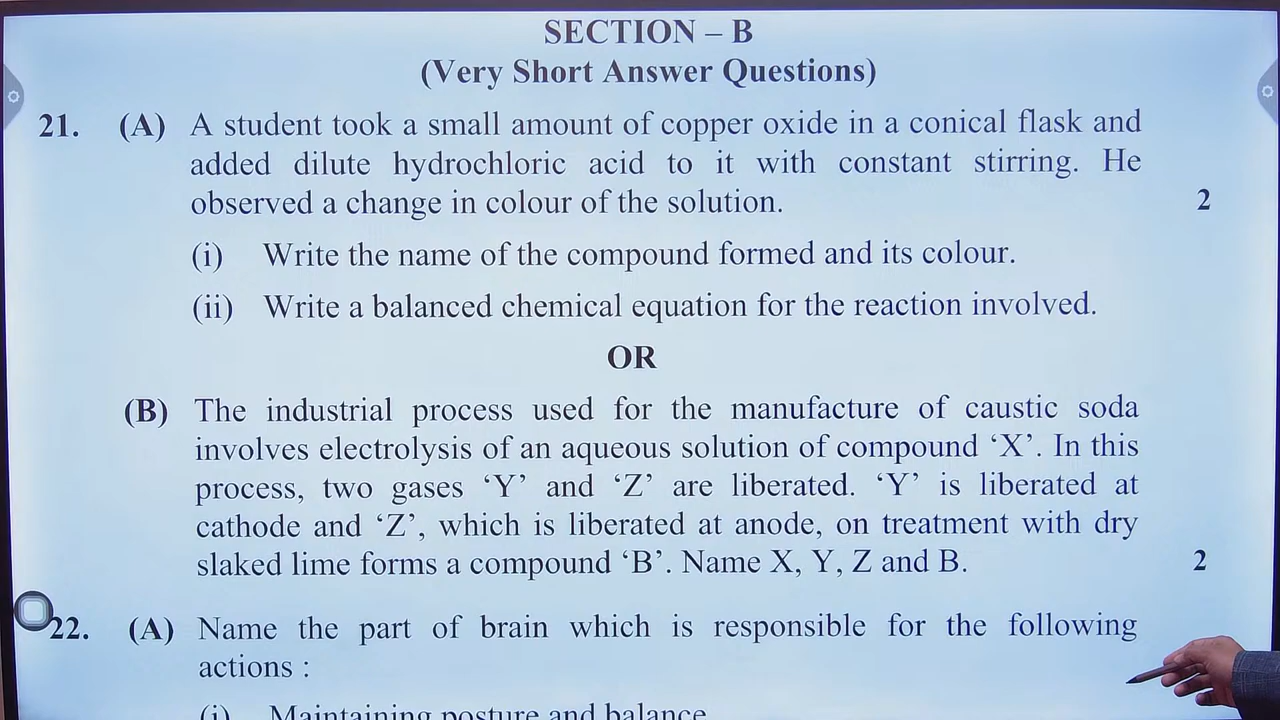 SECTION – B
(Very Short Answer Questions)
21. (A) A student took a small amount of copper oxide in a conical flask and
added dilute hydrochloric acid to it with constant stirring. He
observed a change in colour of the solution. 2
(i) Write the name of the compound formed and its colour.
(ii) Write a balanced chemical equation for the reaction involved.
OR
(B) The industrial process used for the manufacture of caustic soda
involves electrolysis of an aqueous solution of compound ‘X’. In this
process, two gases ‘Y’ and ‘Z’ are liberated. ‘Y’ is liberated at
cathode and ‘Z’, which is liberated at anode, on treatment with dry
slaked lime forms a compound ‘B’. Name X, Y, Z and B. 2
22. (A) Name the part of brain which is responsible for the following
actions :
(i) Maintaining posture and balance